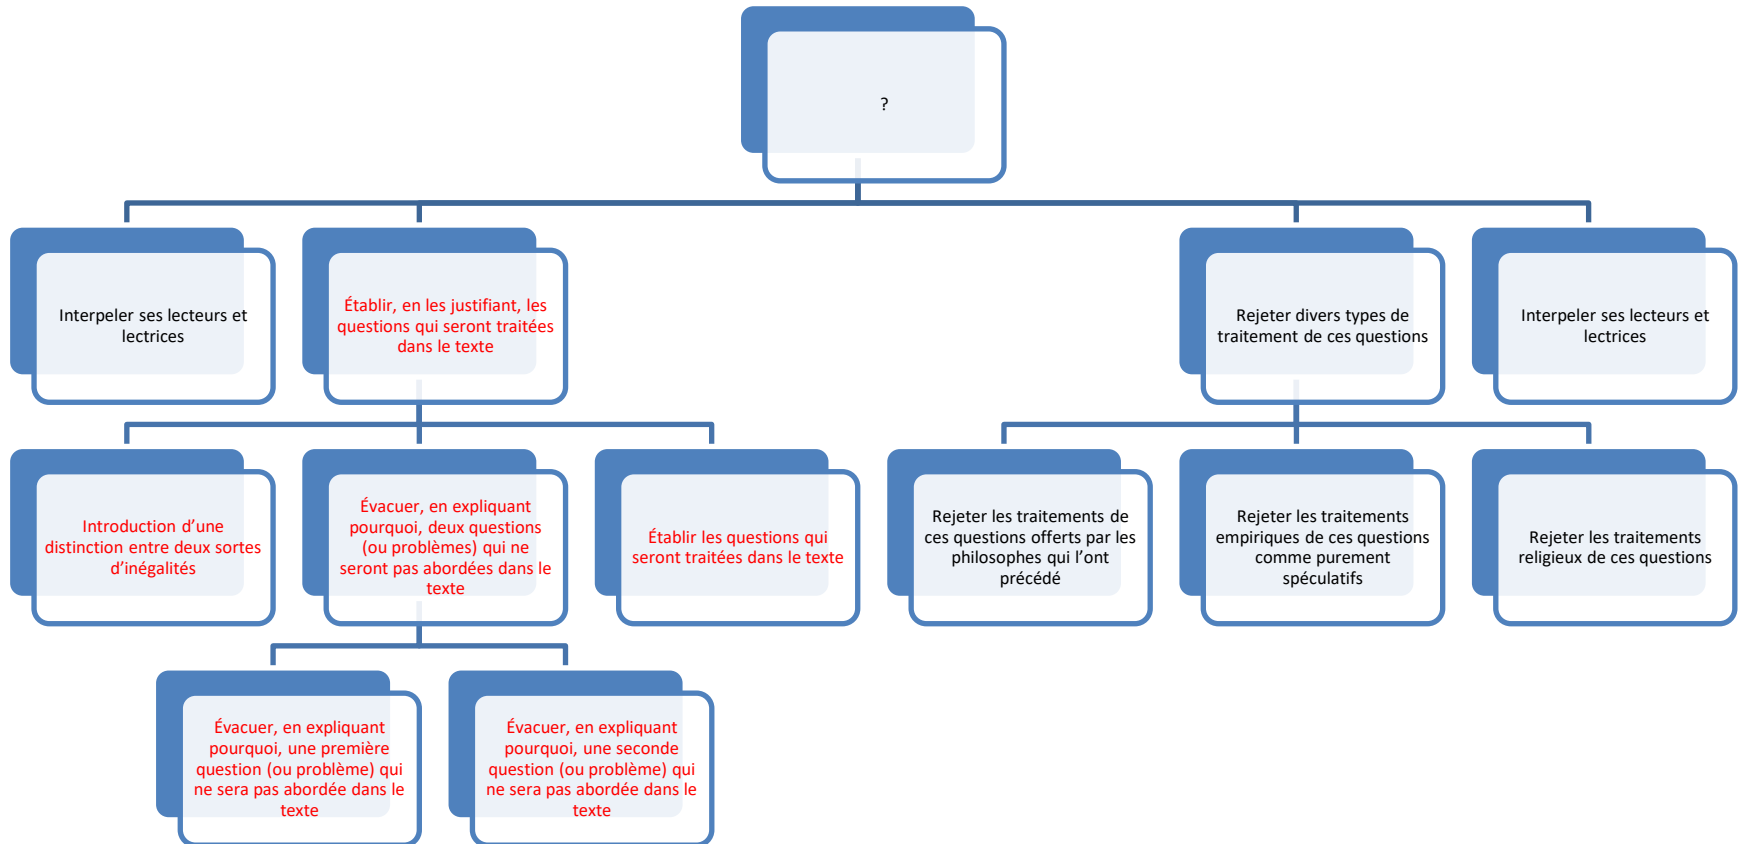 ?
Interpeler ses lecteurs et
lectrices
Établir, en les justifiant, les
questions qui seront traitées
dans le texte
Rejeter divers types de
traitement de ces questions
Interpeler ses lecteurs et
lectrices
Introduction d’une
distinction entre deux sortes
d’inégalités
Évacuer, en expliquant
pourquoi, deux questions
(ou problèmes) qui ne
seront pas abordées dans le
texte
Établir les questions qui
seront traitées dans le texte
Rejeter les traitements de
ces questions offerts par les
philosophes qui l’ont
précédé
Rejeter les traitements
empiriques de ces questions
comme purement
spéculatifs
Rejeter les traitements
religieux de ces questions
Évacuer, en expliquant
pourquoi, une première
question (ou problème) qui
ne sera pas abordée dans le
texte
Évacuer, en expliquant
pourquoi, une seconde
question (ou problème) qui
ne sera pas abordée dans le
texte